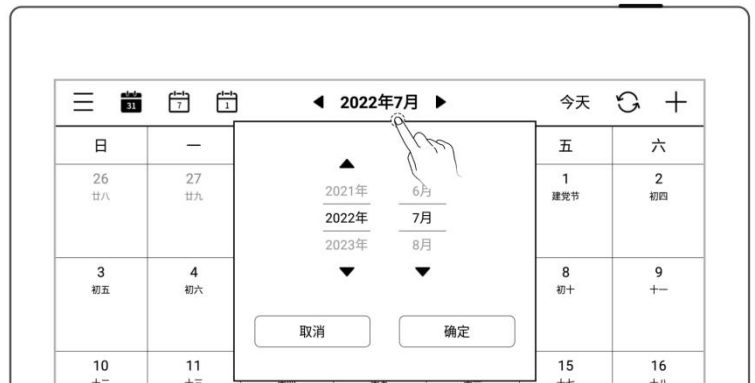 31 7 1 2022年7月 今天
日 一 五 六
26 27 1 2
廿八 廿九 建党节 初四
2021年 6月
2022年 7月
2023年 8月
3 4 8 9
初五 初六 初十 十一
取消 确定
10 11 15 16